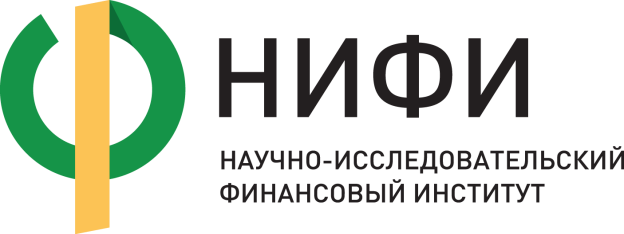 НИФИ
НАУЧНО-ИССЛЕДОВАТЕЛЬСКИЙ
ФИНАНСОВЫЙ ИНСТИТУТ